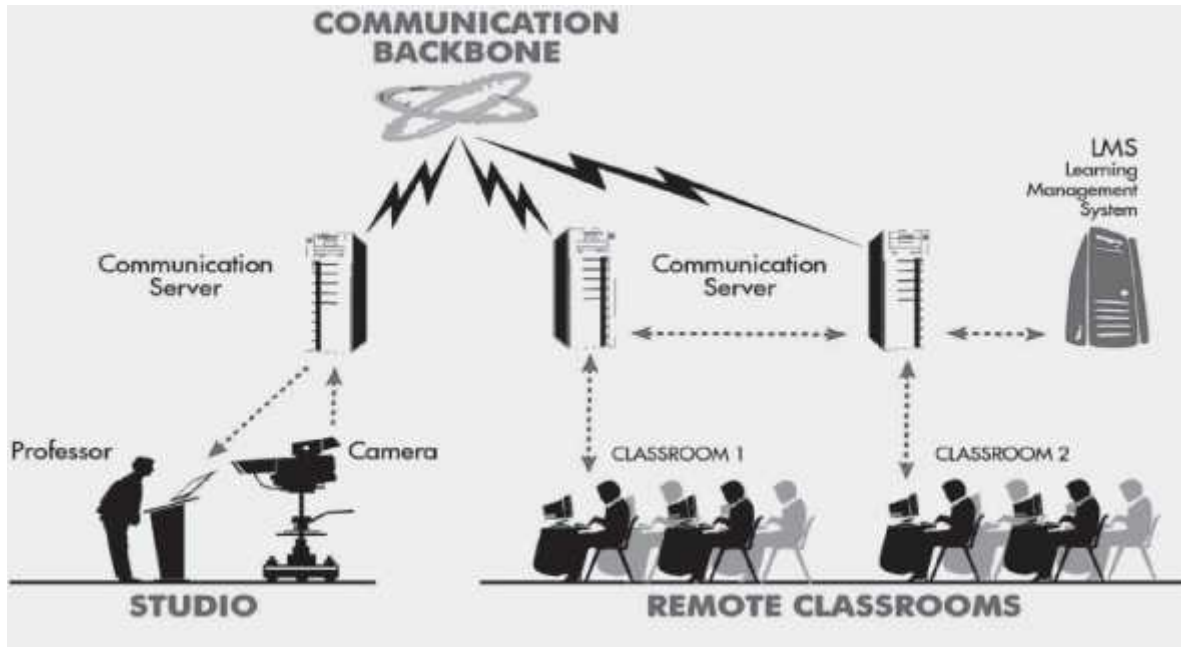 COMMUNICATION
BACKBONE
LMS
Learning
Management
System
Communication
Server
Communication
Server
Professor
Camera
CLASSROOM 1
CLASSROOM 2
STUDIO
REMOTE CLASSROOMS